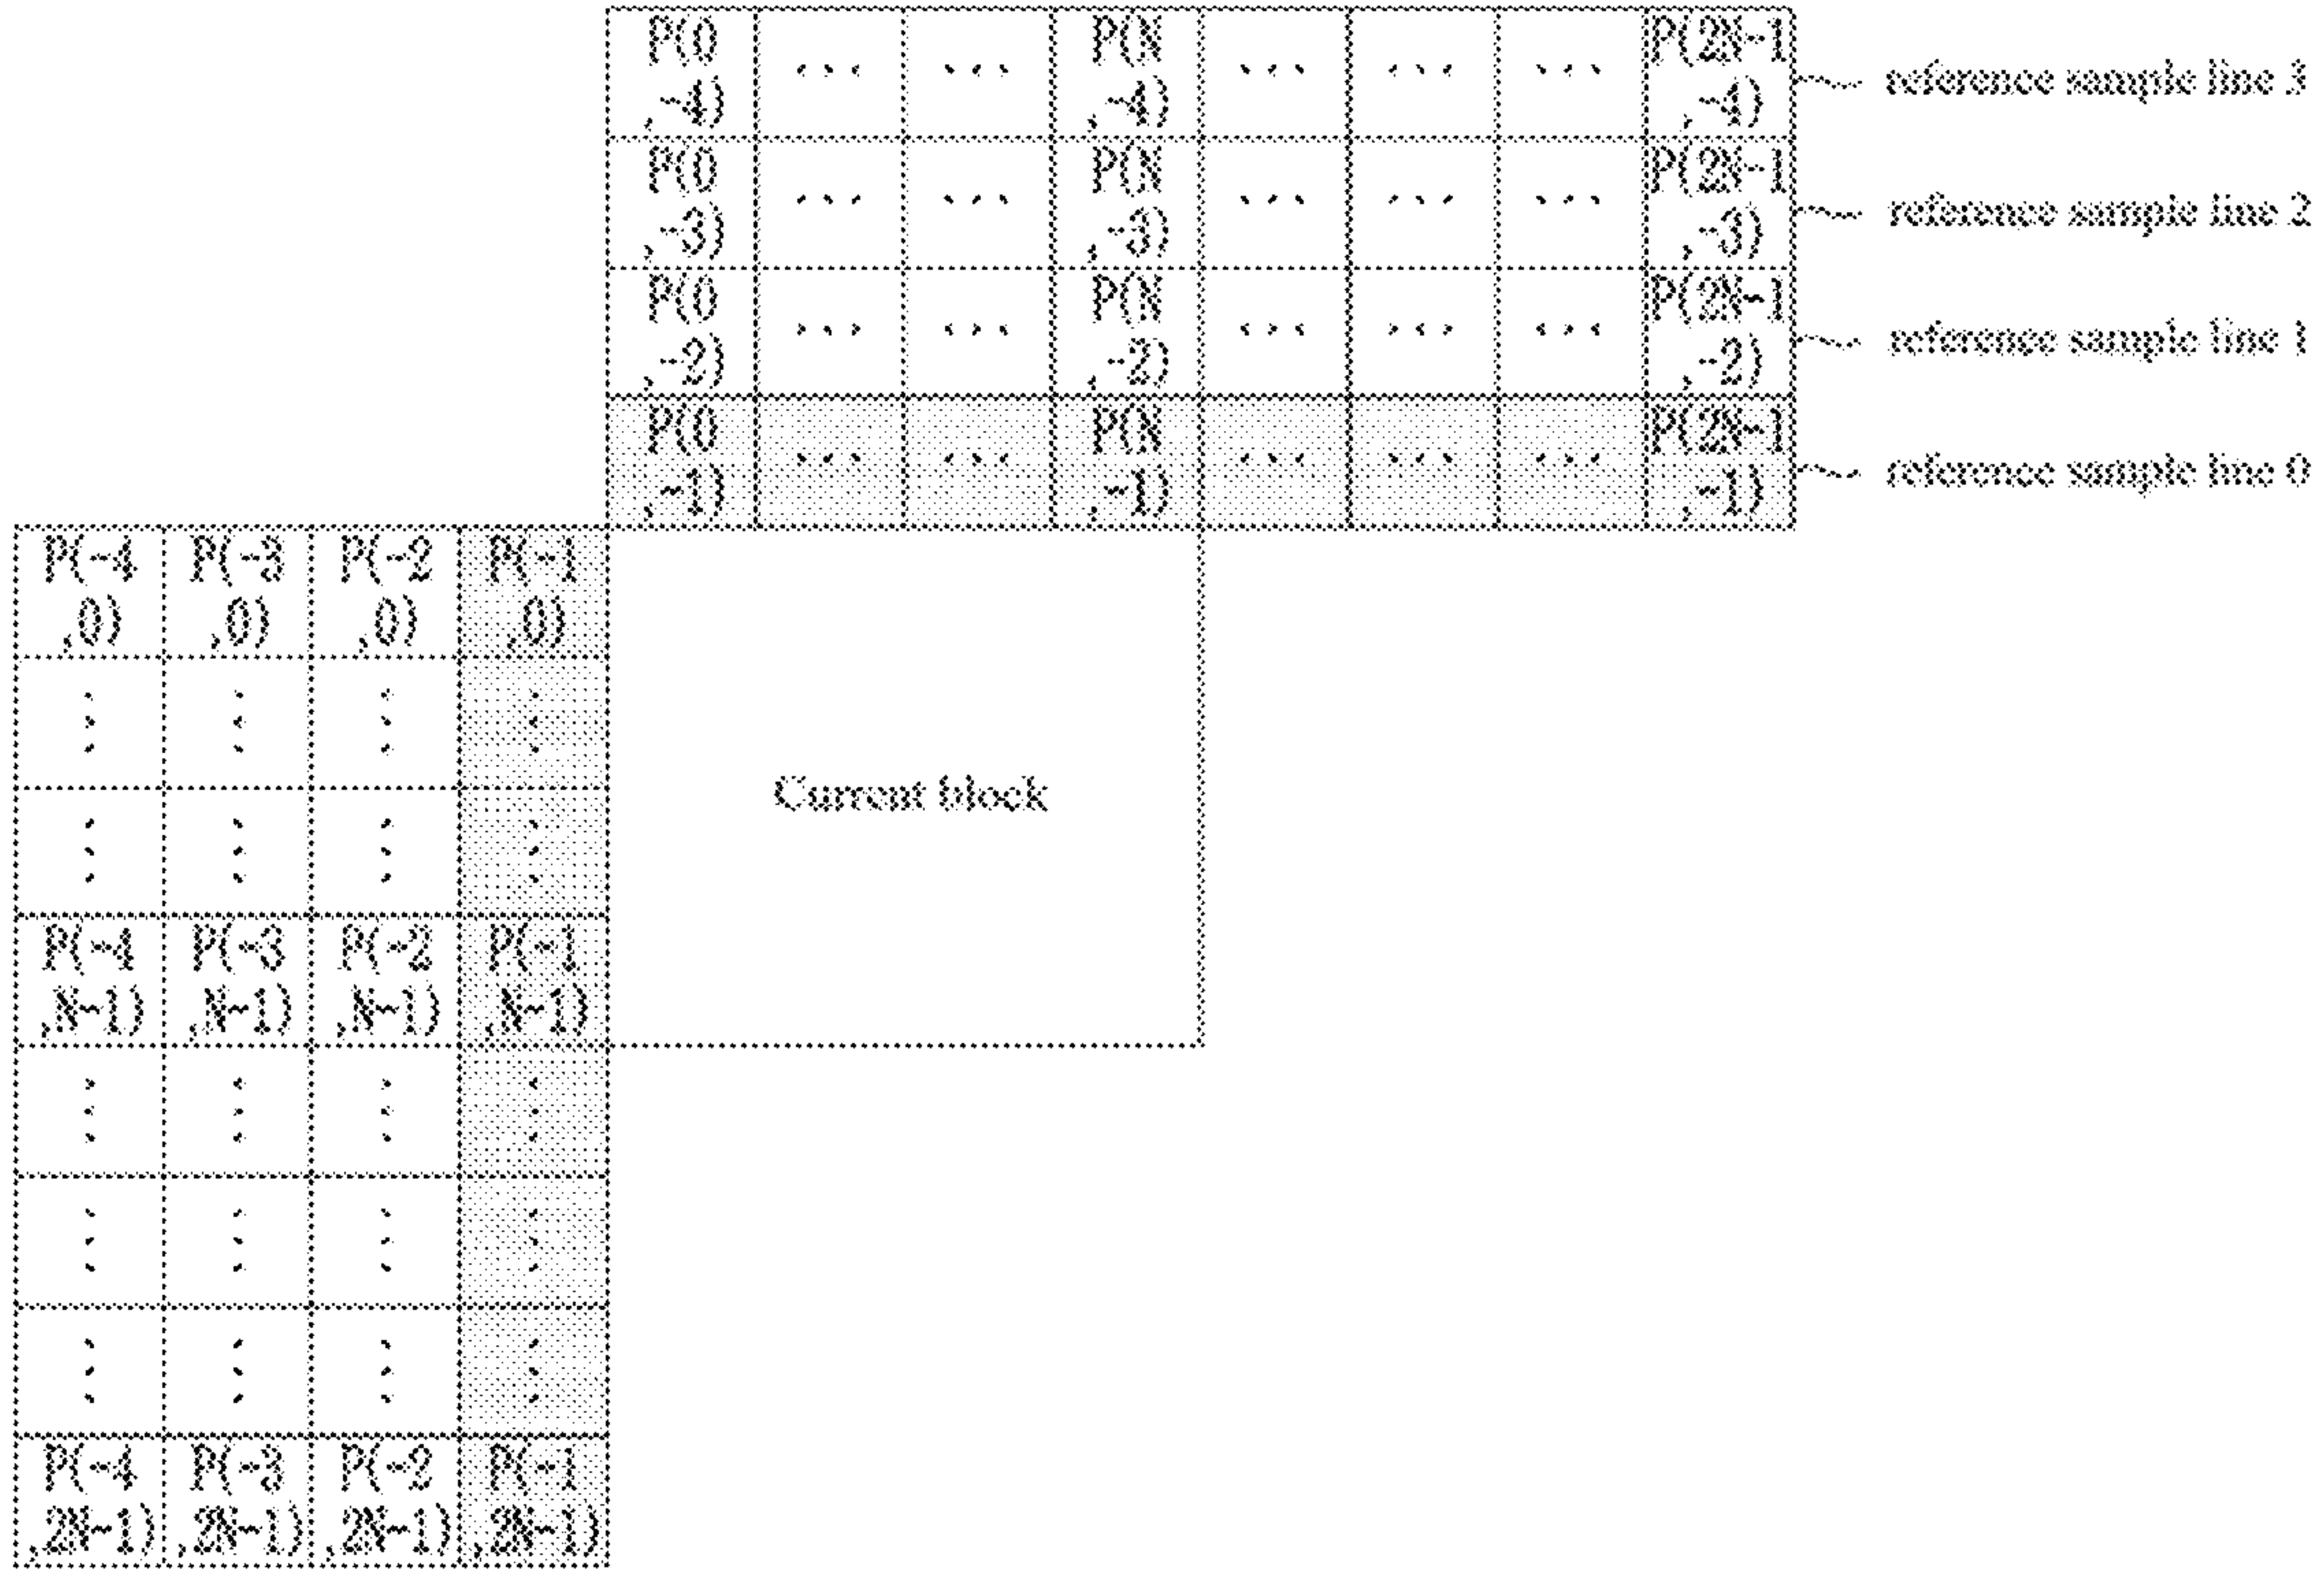 P(0 ... ... P(N ... ... ... P(2N-1
,-4) ,-4) ,-4) reference sample line 3
P(0 ... ... P(N ... ... ... P(2N-1
,-3) ,-3) ,-3) reference sample line 2
P(0 ... ... P(N ... ... ... P(2N-1
,-2) ,-2) ,-2) reference sample line 1
P(0 ... ... P(N ... ... ... P(2N-1
,-1) ,-1) ,-1) reference sample line 0
P(-4 P(-3 P(-2 P(-1
,0) ,0) ,0) ,0)
⋮ ⋮ ⋮ ⋮
⋮ ⋮ ⋮ ⋮
Current block
P(-4 P(-3 P(-2 P(-1
,N-1) ,N-1) ,N-1) ,N-1)
⋮ ⋮ ⋮ ⋮
⋮ ⋮ ⋮ ⋮
⋮ ⋮ ⋮ ⋮
P(-4 P(-3 P(-2 P(-1
,2N-1) ,2N-1) ,2N-1) ,2N-1)